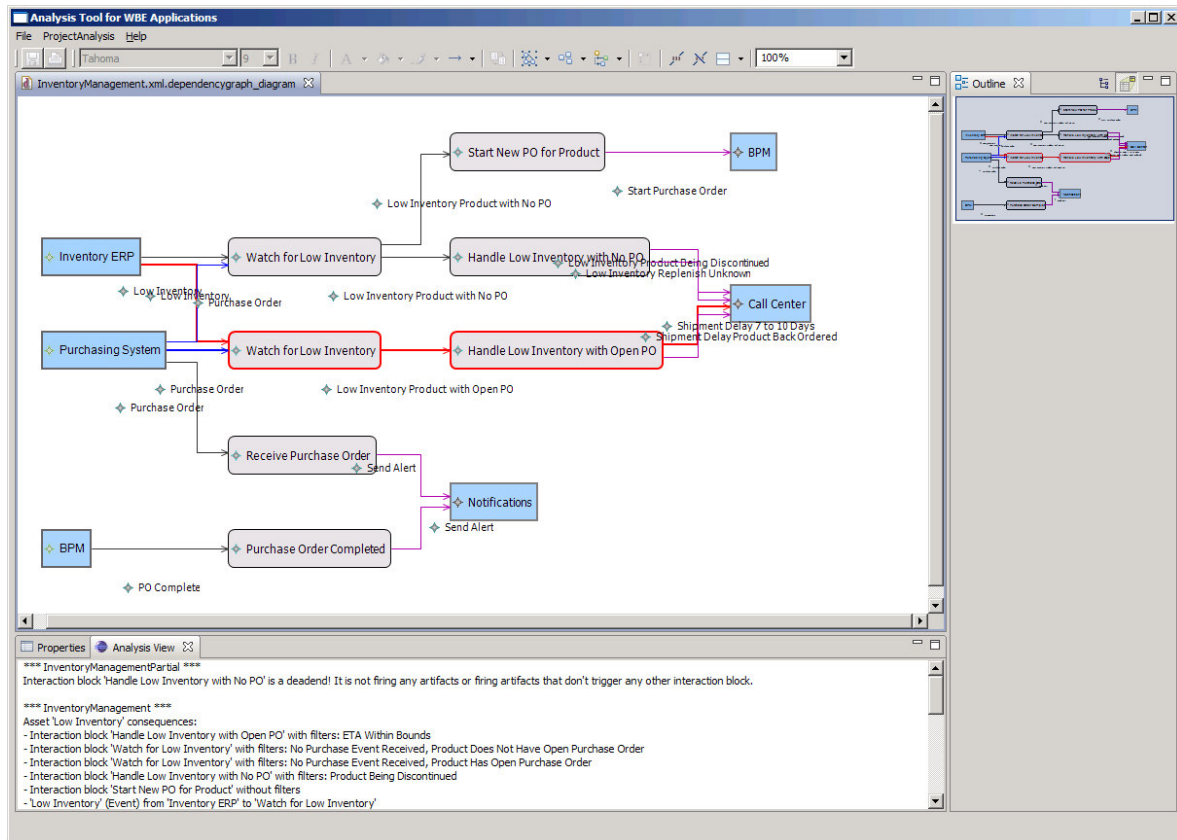 Analysis Tool for WBE Applications
File ProjectAnalysis Help
Tahoma 9 B I A 100%
InventoryManagement.xml.dependencygraph_diagram
Outline
Start New PO for Product
BPM
Start Purchase Order
Low Inventory Product with No PO
Inventory ERP
Watch for Low Inventory
Handle Low Inventory with No PO
Low Inventory Product Being Discontinued
Low Inventory Replenish Unknown
Low Inventory
Low Inventory
Purchase Order
Low Inventory Product with No PO
Call Center
Shipment Delay 7 to 10 Days
Shipment Delay Product Back Ordered
Purchasing System
Watch for Low Inventory
Handle Low Inventory with Open PO
Purchase Order
Low Inventory Product with Open PO
Purchase Order
Receive Purchase Order
Send Alert
Notifications
Send Alert
BPM
Purchase Order Completed
PO Complete
Properties Analysis View
*** InventoryManagementPartial ***
Interaction block 'Handle Low Inventory with No PO' is a deadend! It is not firing any artifacts or firing artifacts that don't trigger any other interaction block.
*** InventoryManagement ***
Asset 'Low Inventory' consequences:
- Interaction block 'Handle Low Inventory with Open PO' with filters: ETA Within Bounds
- Interaction block 'Watch for Low Inventory' with filters: No Purchase Event Received, Product Does Not Have Open Purchase Order
- Interaction block 'Watch for Low Inventory' with filters: No Purchase Event Received, Product Has Open Purchase Order
- Interaction block 'Handle Low Inventory with No PO' with filters: Product Being Discontinued
- Interaction block 'Start New PO for Product' without filters
- 'Low Inventory' (Event) from 'Inventory ERP' to 'Watch for Low Inventory'